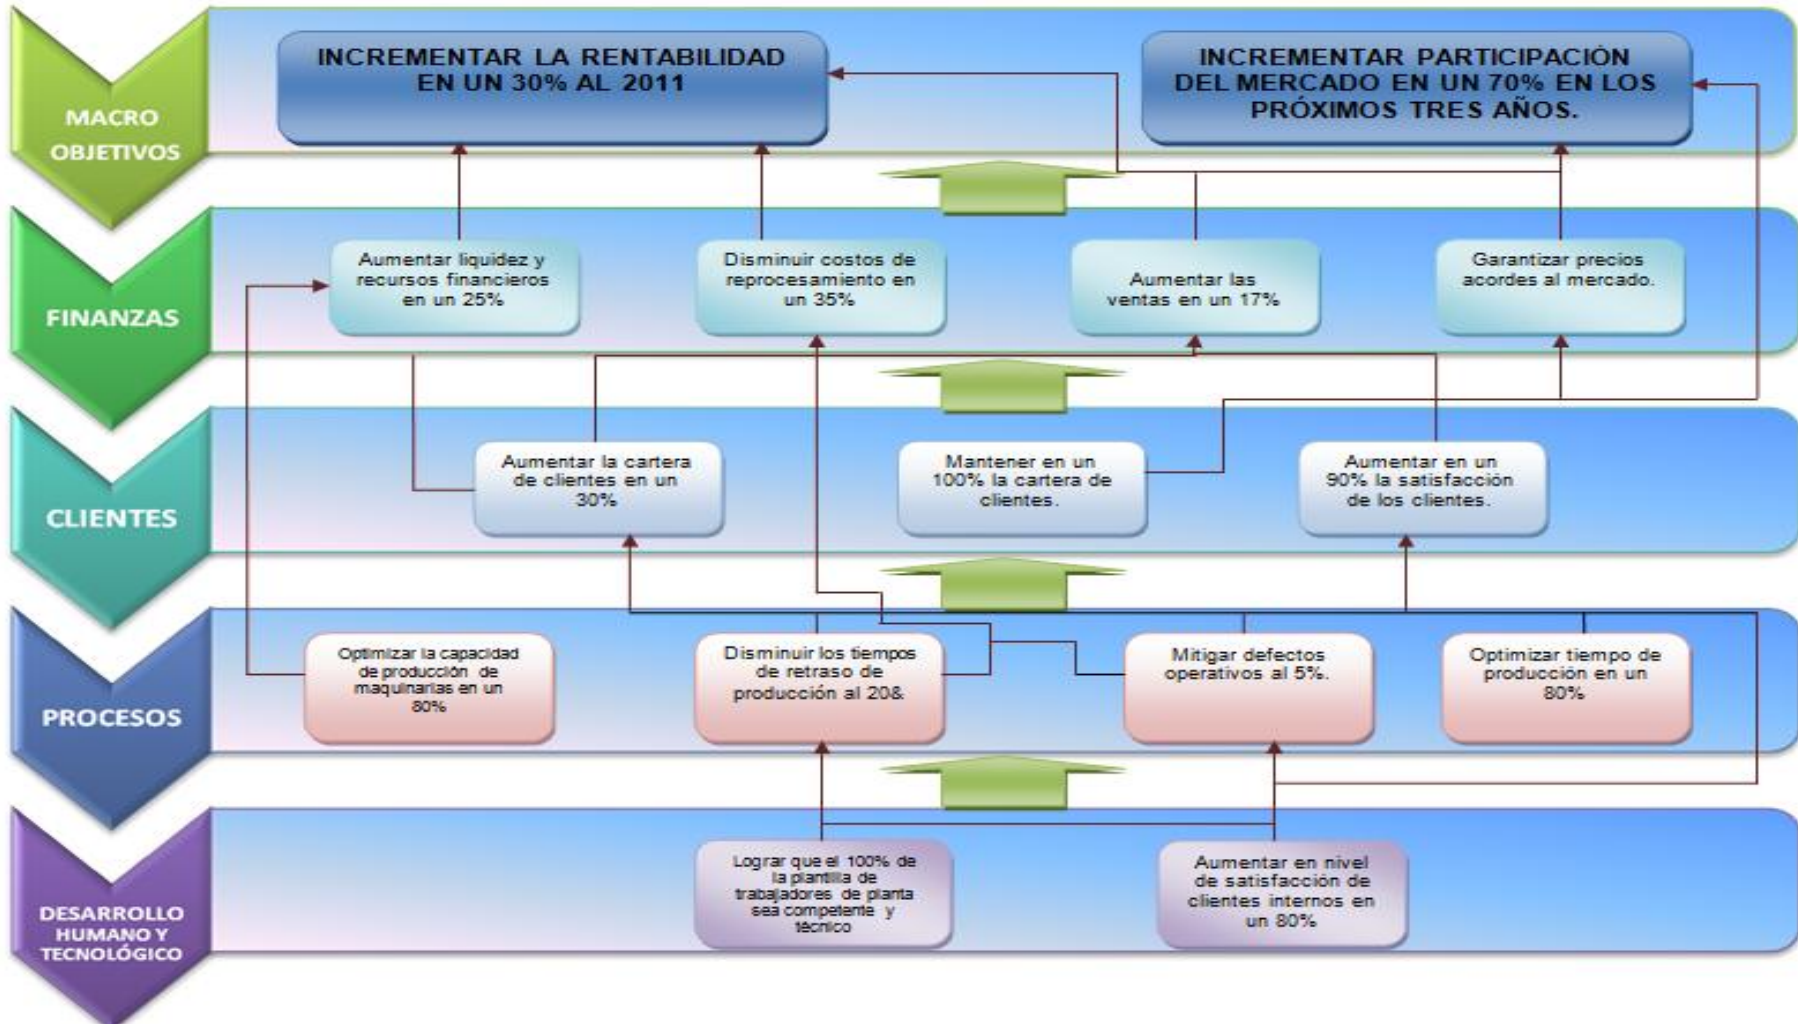 MACRO
OBJETIVOS
INCREMENTAR LA RENTABILIDAD
EN UN 30% AL 2011
INCREMENTAR PARTICIPACIÓN
DEL MERCADO EN UN 70% EN LOS
PRÓXIMOS TRES AÑOS.
FINANZAS
Aumentar liquidez y
recursos financieros
en un 25%
Disminuir costos de
reprocesamiento en
un 35%
Aumentar las
ventas en un 17%
Garantizar precios
acordes al mercado.
CLIENTES
Aumentar la cartera
de clientes en un
30%
Mantener en un
100% la cartera de
clientes.
Aumentar en un
90% la satisfacción
de los clientes.
PROCESOS
Optimizar la capacidad
de producción de
maquinarias en un
80%
Disminuir los tiempos
de retraso de
producción al 20&
Mitigar defectos
operativos al 5%.
Optimizar tiempo de
producción en un
80%
DESARROLLO
HUMANO Y
TECNOLÓGICO
Lograr que el 100% de
la plantilla de
trabajadores de planta
sea competente y
técnico
Aumentar en nivel
de satisfacción de
clientes internos en
un 80%